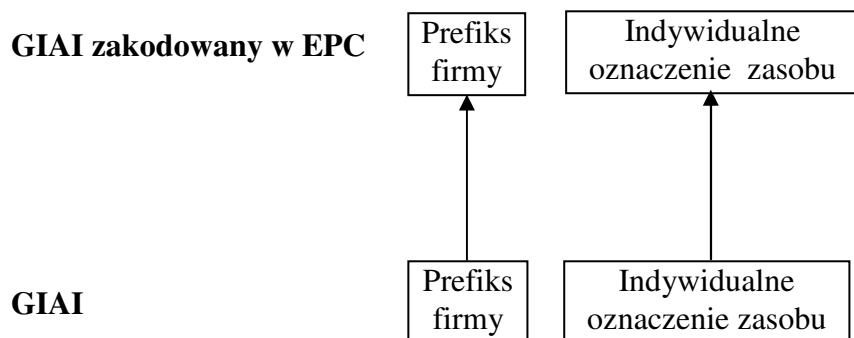 GIAI zakodowany w EPC
Prefiks
firmy
Indywidualne
oznaczenie zasobu
GIAI
Prefiks
firmy
Indywidualne
oznaczenie zasobu